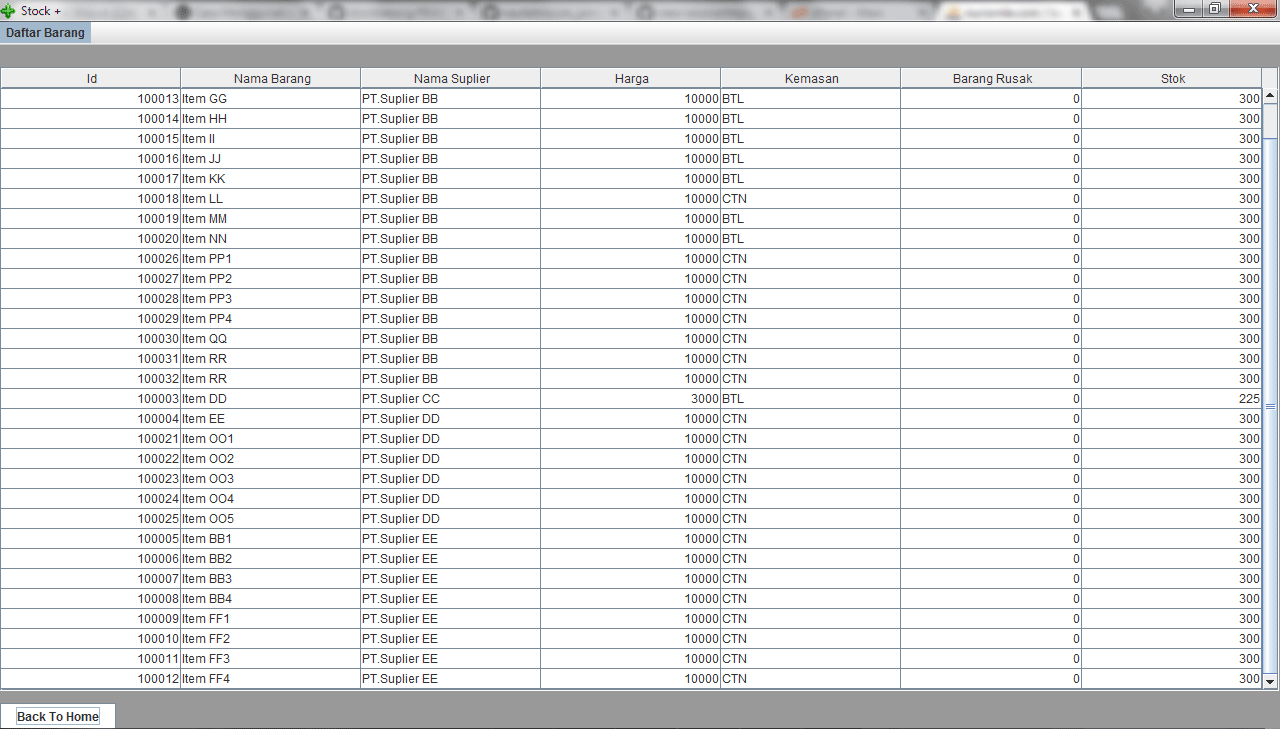 Stock +
Daftar Barang
Id Nama Barang Nama Suplier Harga Kemasan Barang Rusak Stok
100013 Item GG PT.Suplier BB 10000 BTL 0 300
100014 Item HH PT.Suplier BB 10000 BTL 0 300
100015 Item II PT.Suplier BB 10000 BTL 0 300
100016 Item JJ PT.Suplier BB 10000 BTL 0 300
100017 Item KK PT.Suplier BB 10000 BTL 0 300
100018 Item LL PT.Suplier BB 10000 CTN 0 300
100019 Item MM PT.Suplier BB 10000 BTL 0 300
100020 Item NN PT.Suplier BB 10000 BTL 0 300
100026 Item PP1 PT.Suplier BB 10000 CTN 0 300
100027 Item PP2 PT.Suplier BB 10000 CTN 0 300
100028 Item PP3 PT.Suplier BB 10000 CTN 0 300
100029 Item PP4 PT.Suplier BB 10000 CTN 0 300
100030 Item QQ PT.Suplier BB 10000 CTN 0 300
100031 Item RR PT.Suplier BB 10000 CTN 0 300
100032 Item RR PT.Suplier BB 10000 CTN 0 300
100003 Item DD PT.Suplier CC 3000 BTL 0 225
100004 Item EE PT.Suplier DD 10000 CTN 0 300
100021 Item OO1 PT.Suplier DD 10000 CTN 0 300
100022 Item OO2 PT.Suplier DD 10000 CTN 0 300
100023 Item OO3 PT.Suplier DD 10000 CTN 0 300
100024 Item OO4 PT.Suplier DD 10000 CTN 0 300
100025 Item OO5 PT.Suplier DD 10000 CTN 0 300
100005 Item BB1 PT.Suplier EE 10000 CTN 0 300
100006 Item BB2 PT.Suplier EE 10000 CTN 0 300
100007 Item BB3 PT.Suplier EE 10000 CTN 0 300
100008 Item BB4 PT.Suplier EE 10000 CTN 0 300
100009 Item FF1 PT.Suplier EE 10000 CTN 0 300
100010 Item FF2 PT.Suplier EE 10000 CTN 0 300
100011 Item FF3 PT.Suplier EE 10000 CTN 0 300
100012 Item FF4 PT.Suplier EE 10000 CTN 0 300
Back To Home